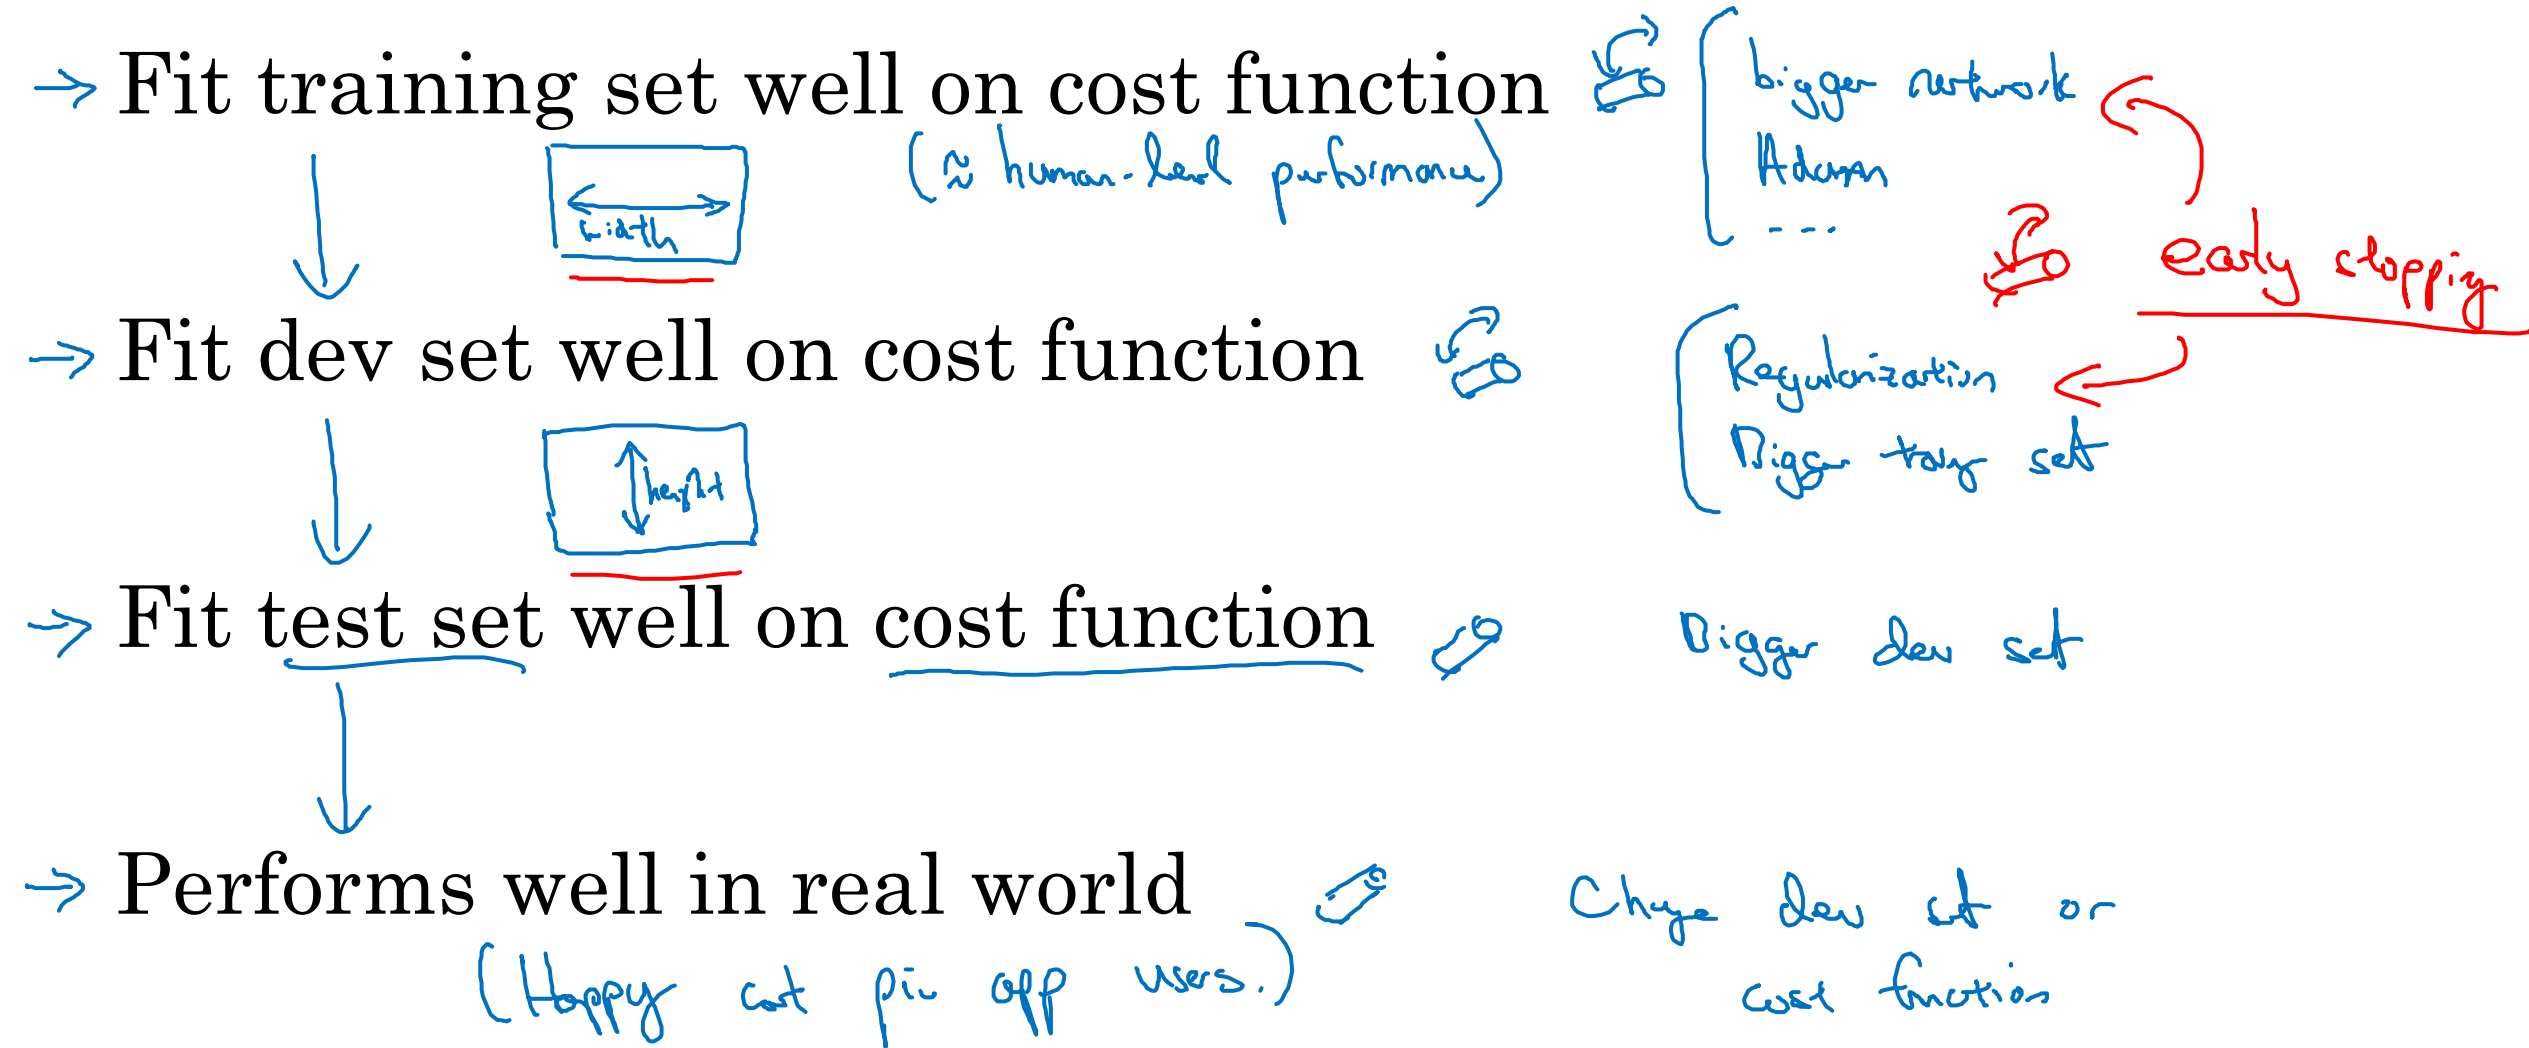 → Fit training set well on cost function
(≈ human-level performance)
bigger network
Adam
...
width
early stopping
→ Fit dev set well on cost function
Regularization
Bigger set
height
→ Fit test set well on cost function
Bigger dev set
→ Performs well in real world
(Happy cat pic app users.)
Change dev set or
cost function